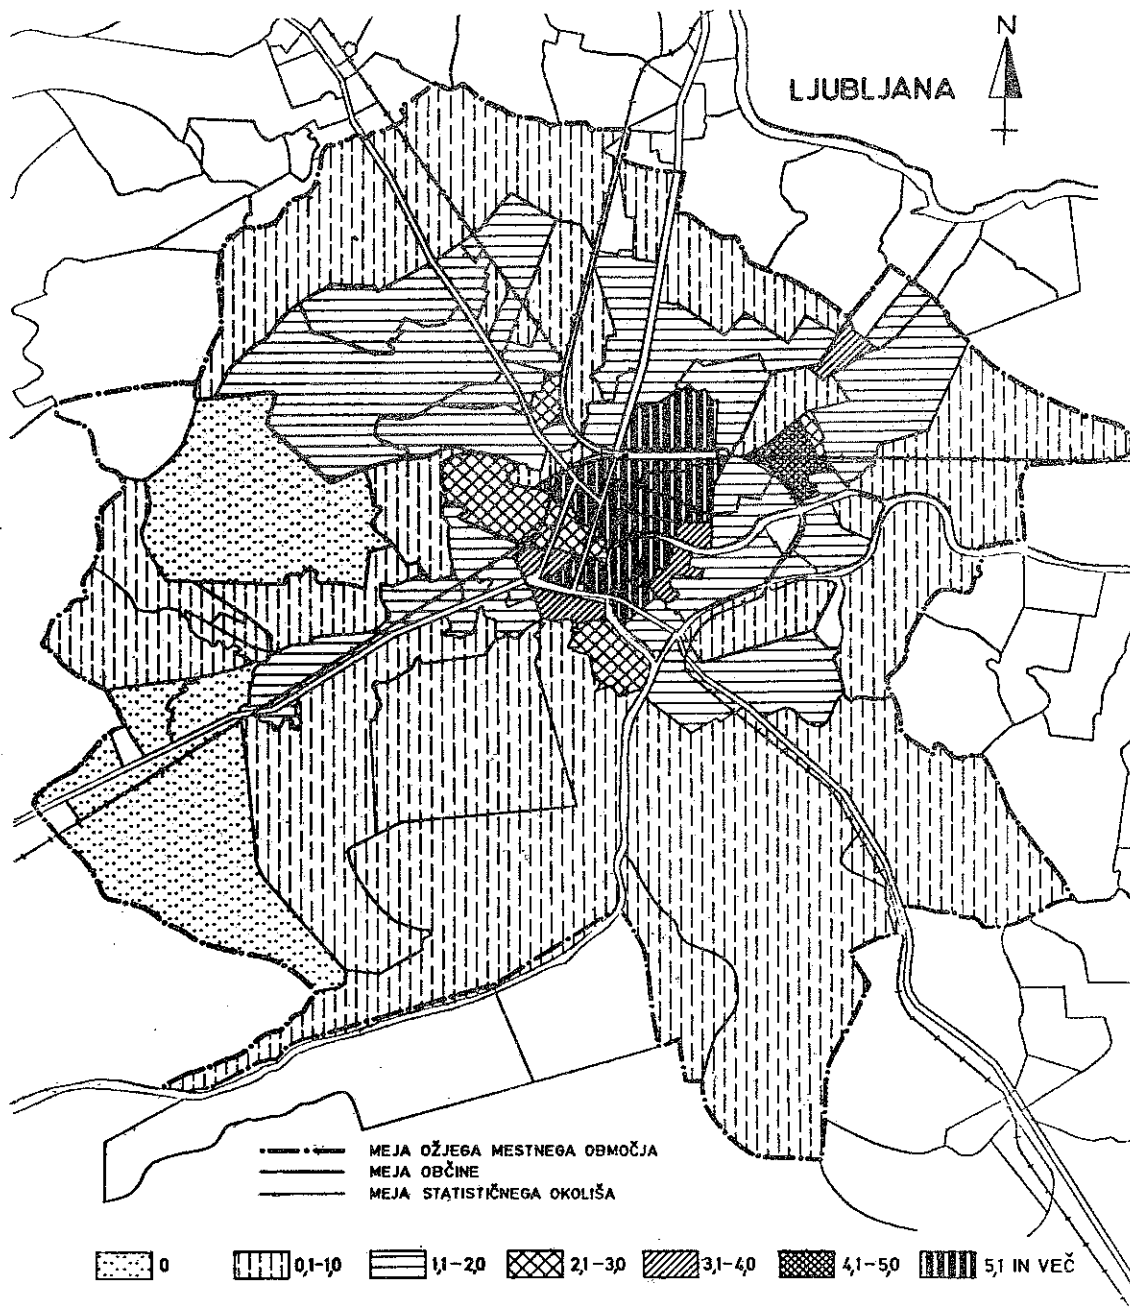 N
LJUBLJANA
MEJA OŽJEGA MESTNEGA OBMOČJA
MEJA OBČINE
MEJA STATISTIČNEGA OKOLIŠA
0 0,1-1,0 1,1-2,0 2,1-3,0 3,1-4,0 4,1-5,0 5,1 IN VEČ